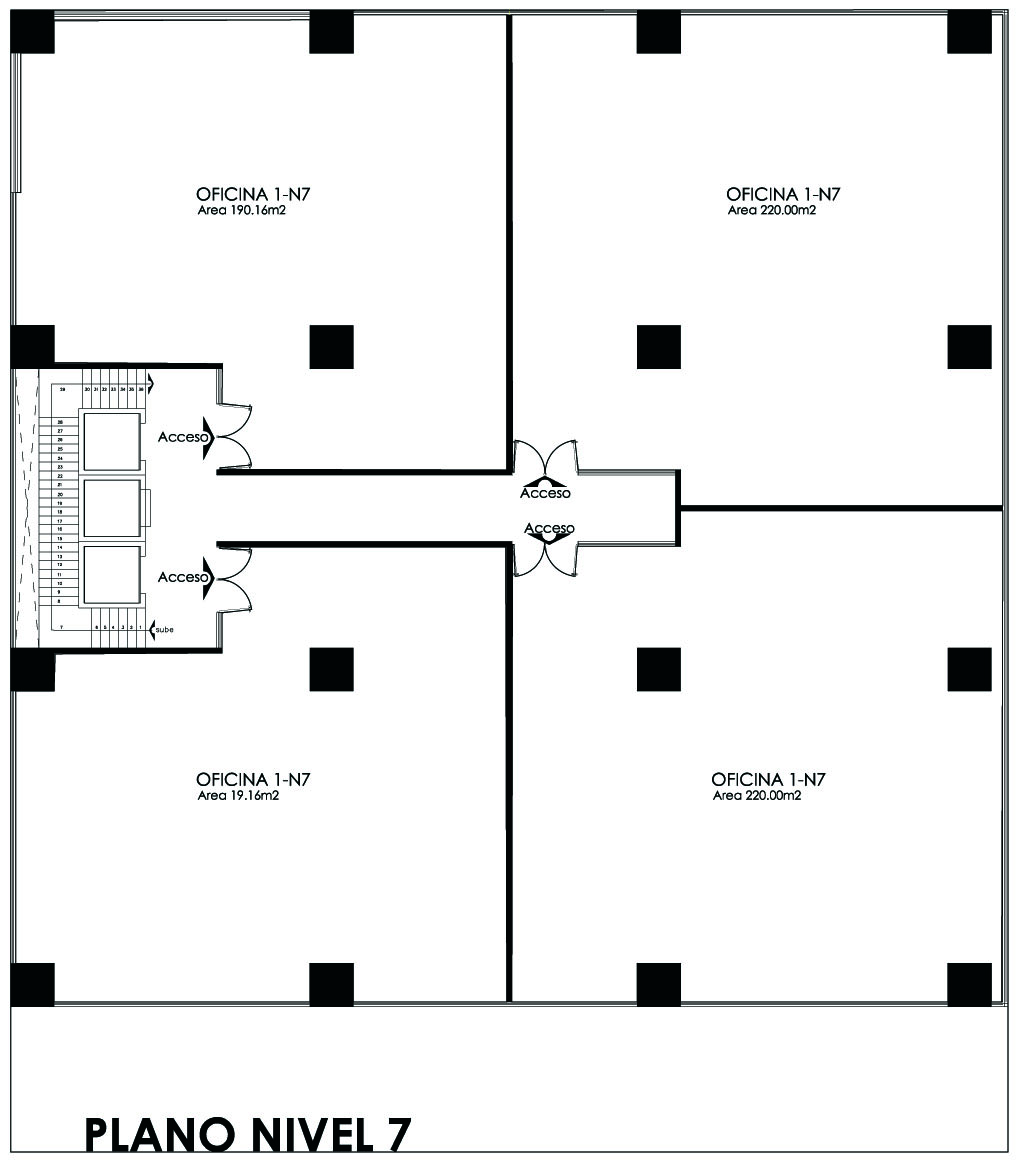 OFICINA 1-N7
Area 190.16m2
OFICINA 1-N7
Area 220.00m2
29 30 31 32 33 34 35 36
28
27
26
25
24
23
22
21
20
19
18
17
16
15
14
13
12
11
10
9
8
7 6 5 4 3 2 1 sube
Acceso
Acceso
Acceso
Acceso
OFICINA 1-N7
Area 19.16m2
OFICINA 1-N7
Area 220.00m2
PLANO NIVEL 7